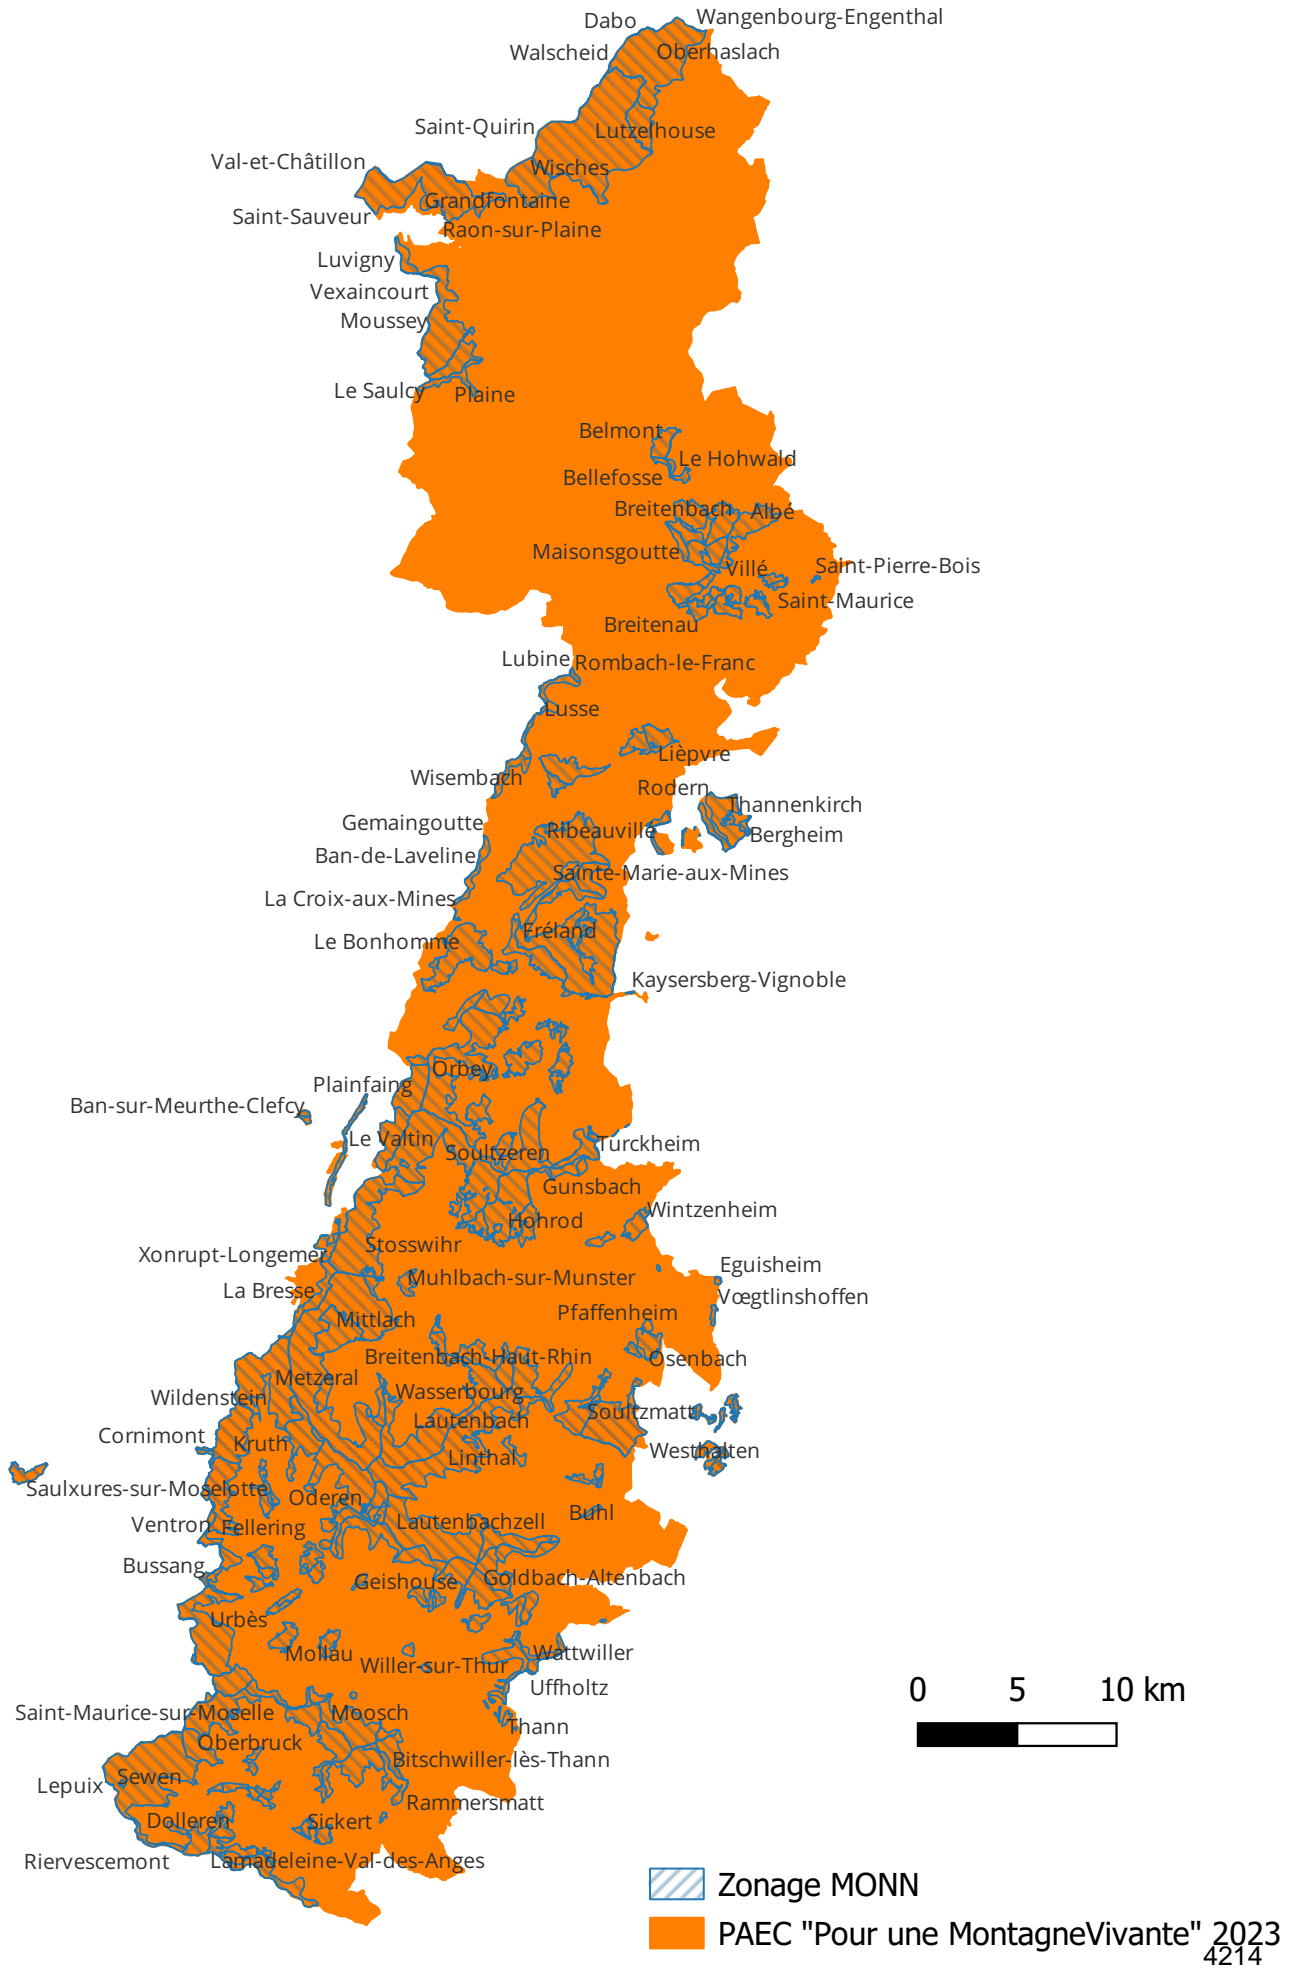 Dabo
Wangenbourg-Engenthal
Walscheid
Oberhaslach
Saint-Quirin
Lutzelhouse
Val-et-Châtillon
Wisches
Grandfontaine
Saint-Sauveur
Raon-sur-Plaine
Luvigny
Vexaincourt
Moussey
Le Saulcy
Plaine
Belmont
Le Hohwald
Bellefosse
Breitenbach
Albé
Maisonsgoutte
Villé
Saint-Pierre-Bois
Saint-Maurice
Breitenau
Lubine
Rombach-le-Franc
Lusse
Lièpvre
Wisembach
Rodern
Thannenkirch
Gemaingoutte
Ribeauvillé
Bergheim
Ban-de-Laveline
Sainte-Marie-aux-Mines
La Croix-aux-Mines
Fréland
Le Bonhomme
Kaysersberg-Vignoble
Orbey
Plainfaing
Ban-sur-Meurthe-Clefcy
Le Valtin
Soultzeren
Turckheim
Gunsbach
Wintzenheim
Hohrod
Stosswihr
Xonrupt-Longemer
Eguisheim
Muhlbach-sur-Munster
La Bresse
Vœgtlinshoffen
Pfaffenheim
Mittlach
Breitenbach-Haut-Rhin
Osenbach
Metzeral
Wasserbourg
Wildenstein
Soultzmatt
Lautenbach
Cornimont
Kruth
Westhalten
Linthal
Saulxures-sur-Moselotte
Oderen
Buhl
Ventron
Fellering
Lautenbachzell
Bussang
Geishouse
Goldbach-Altenbach
Urbès
Mollau
Wattwiller
Willer-sur-Thur
Uffholtz
Saint-Maurice-sur-Moselle
Moosch
Thann
Oberbruck
Bitschwiller-lès-Thann
Sewen
Lepuix
Rammersmatt
Dolleren
Sickert
Riervescemont
Lamadeleine-Val-des-Anges
0 5 10 km
Zonage MONN
PAEC "Pour une MontagneVivante" 2023
4214